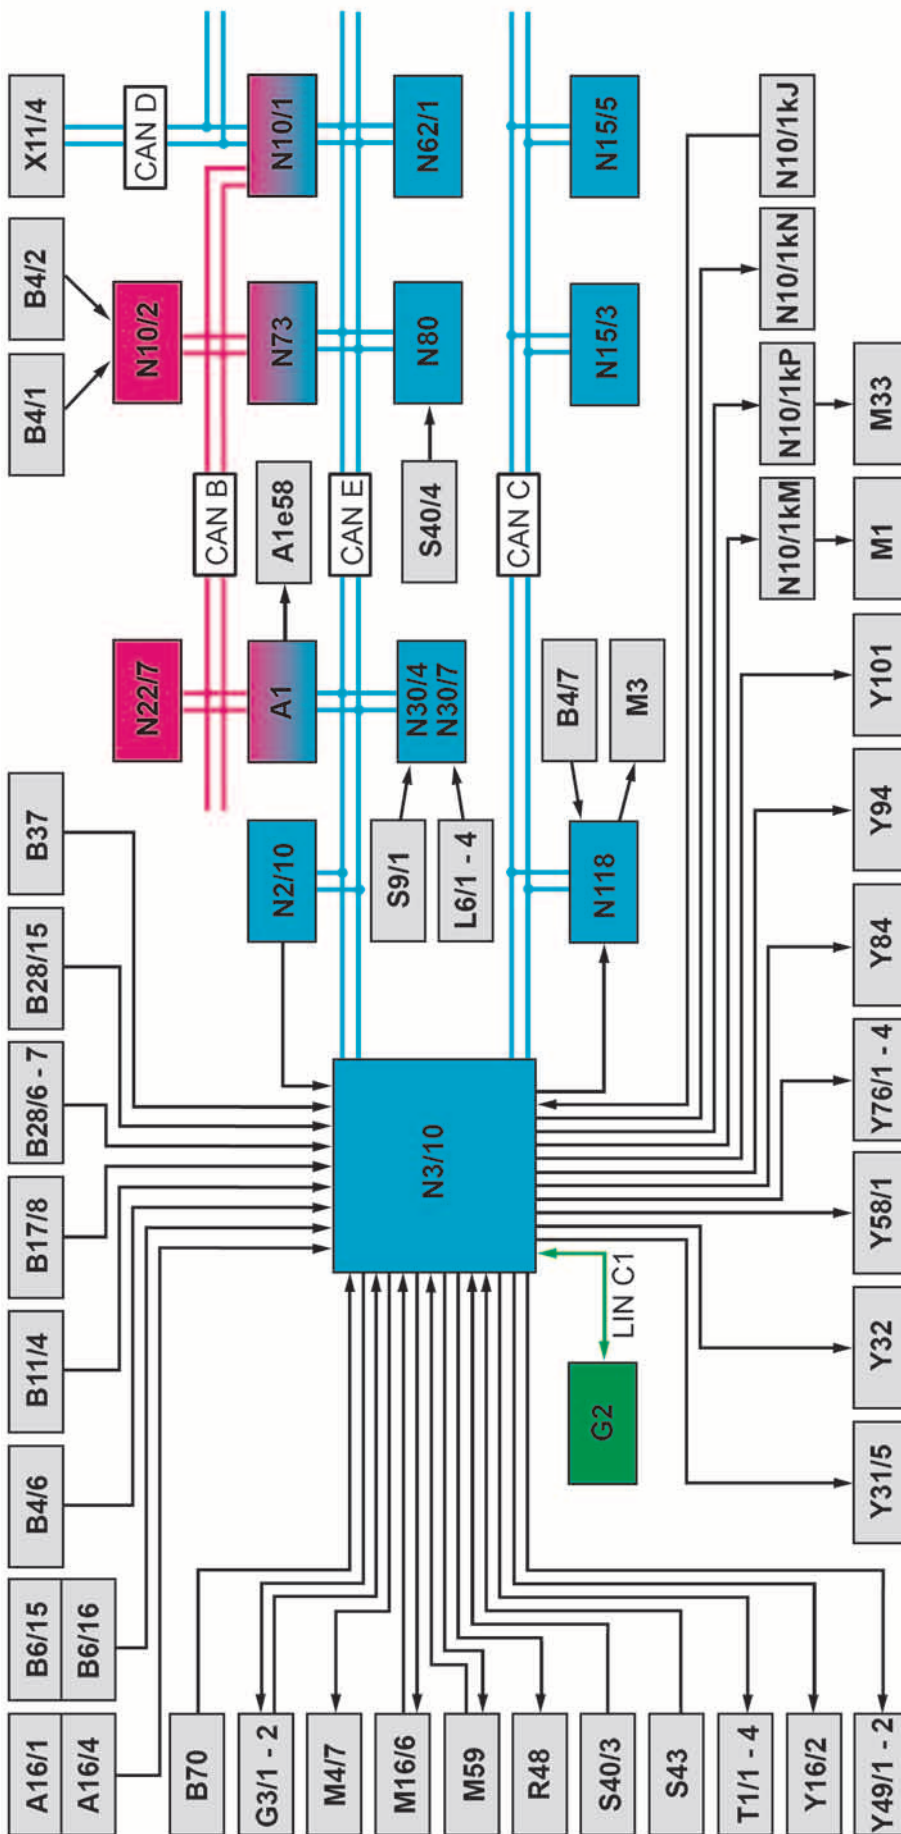 A16/1
A16/4
B6/15
B6/16
B4/6
B11/4
B17/8
B28/6 - 7
B28/15
B37
B4/1
B4/2
X11/4
N22/7
N10/2
CAN D
CAN B
N2/10
A1
A1e58
N73
N10/1
CAN E
S9/1
L6/1 - 4
N30/4
N30/7
S40/4
N80
N62/1
CAN C
N118
B4/7
M3
N15/3
N15/5
N3/10
B70
G3/1 - 2
M4/7
M16/6
M59
R48
S40/3
S43
T1/1 - 4
Y16/2
Y49/1 - 2
LIN C1
G2
N10/1kM
N10/1kP
N10/1kN
N10/1kJ
Y31/5
Y32
Y58/1
Y76/1 - 4
Y84
Y94
Y101
M1
M33